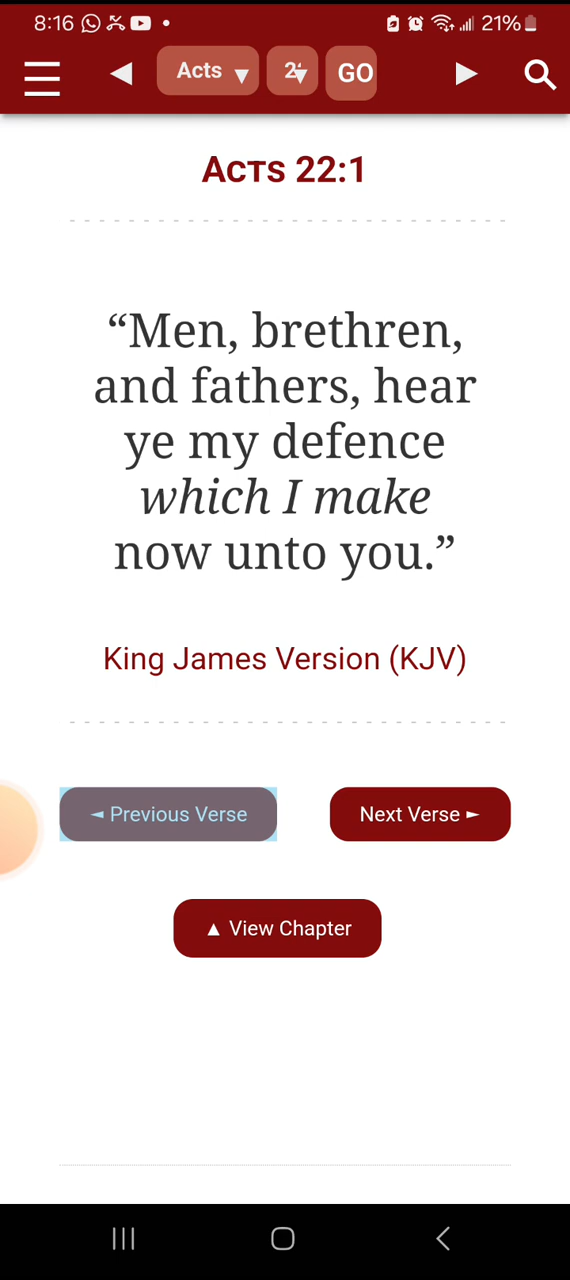 8:16 21%
Acts 2 GO
Acts 22:1
“Men, brethren,
and fathers, hear
ye my defence
which I make
now unto you.”
King James Version (KJV)
◄ Previous Verse Next Verse ►
▲ View Chapter